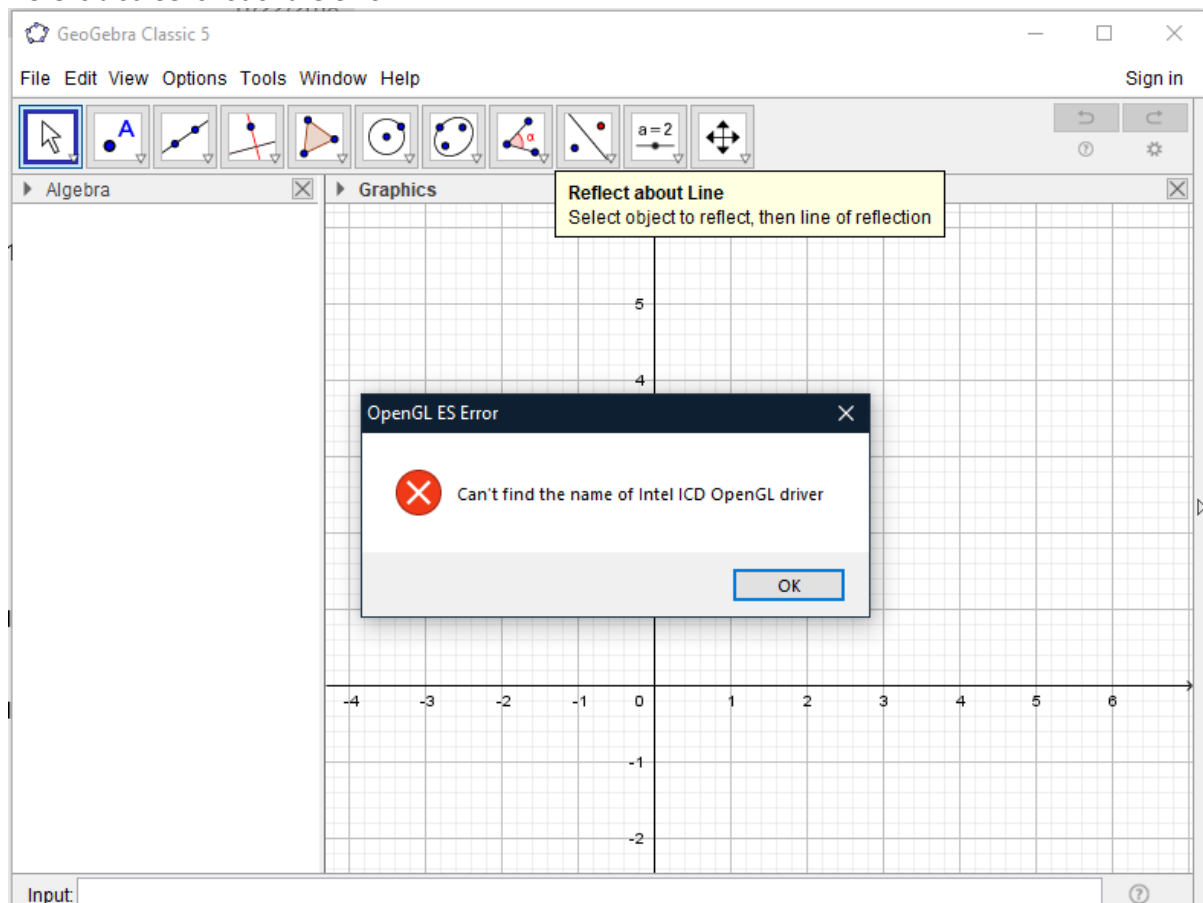 GeoGebra Classic 5
File Edit View Options Tools Window Help
Sign in
A
α
a=2
Algebra
Graphics
Reflect about Line
Select object to reflect, then line of reflection
5
4
OpenGL ES Error
Can't find the name of Intel ICD OpenGL driver
OK
-4 -3 -2 -1 0 1 2 3 4 5 6
-1
-2
Input: